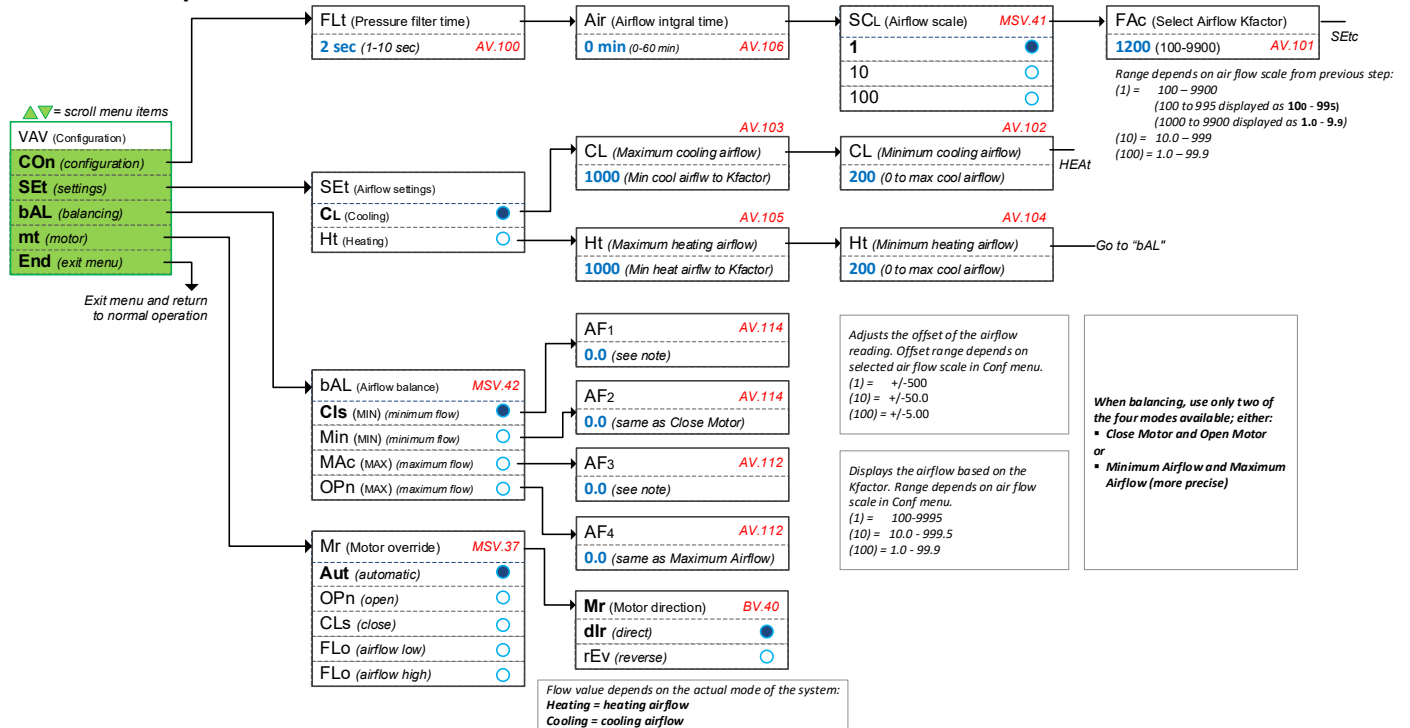 FLt (Pressure filter time)
2 sec (1-10 sec) AV.100
Air (Airflow intgral time)
0 min (0-60 min) AV.106
SCL (Airflow scale) MSV.41
1
10
100
FAc (Select Airflow Kfactor)
1200 (100-9900) AV.101
SEtc
Range depends on air flow scale from previous step:
(1) = 100 – 9900
(100 to 995 displayed as 100 - 995)
(1000 to 9900 displayed as 1.0 - 9.9)
(10) = 10.0 – 999
(100) = 1.0 – 99.9
= scroll menu items
VAV (Configuration)
COn (configuration)
SEt (settings)
bAL (balancing)
mt (motor)
End (exit menu)
Exit menu and return
to normal operation
SEt (Airflow settings)
CL (Cooling)
Ht (Heating)
AV.103
CL (Maximum cooling airflow)
1000 (Min cool airflw to Kfactor)
AV.102
CL (Minimum cooling airflow)
200 (0 to max cool airflow)
HEAt
AV.105
Ht (Maximum heating airflow)
1000 (Min heat airflw to Kfactor)
AV.104
Ht (Minimum heating airflow)
200 (0 to max cool airflow)
Go to "bAL"
bAL (Airflow balance) MSV.42
Cls (MIN) (minimum flow)
Min (MIN) (minimum flow)
MAc (MAX) (maximum flow)
OPn (MAX) (maximum flow)
AF1 AV.114
0.0 (see note)
AF2 AV.114
0.0 (same as Close Motor)
AF3 AV.112
0.0 (see note)
AF4 AV.112
0.0 (same as Maximum Airflow)
Adjusts the offset of the airflow
reading. Offset range depends on
selected air flow scale in Conf menu.
(1) = +/-500
(10) = +/-50.0
(100) = +/-5.00
Displays the airflow based on the
Kfactor. Range depends on air flow
scale in Conf menu.
(1) = 100-9995
(10) = 10.0 - 999.5
(100) = 1.0 - 99.9
When balancing, use only two of
the four modes available; either:
▪ Close Motor and Open Motor
or
▪ Minimum Airflow and Maximum
Airflow (more precise)
Mr (Motor override) MSV.37
Aut (automatic)
OPn (open)
CLs (close)
FLo (airflow low)
FLo (airflow high)
Mr (Motor direction) BV.40
dIr (direct)
rEv (reverse)
Flow value depends on the actual mode of the system:
Heating = heating airflow
Cooling = cooling airflow